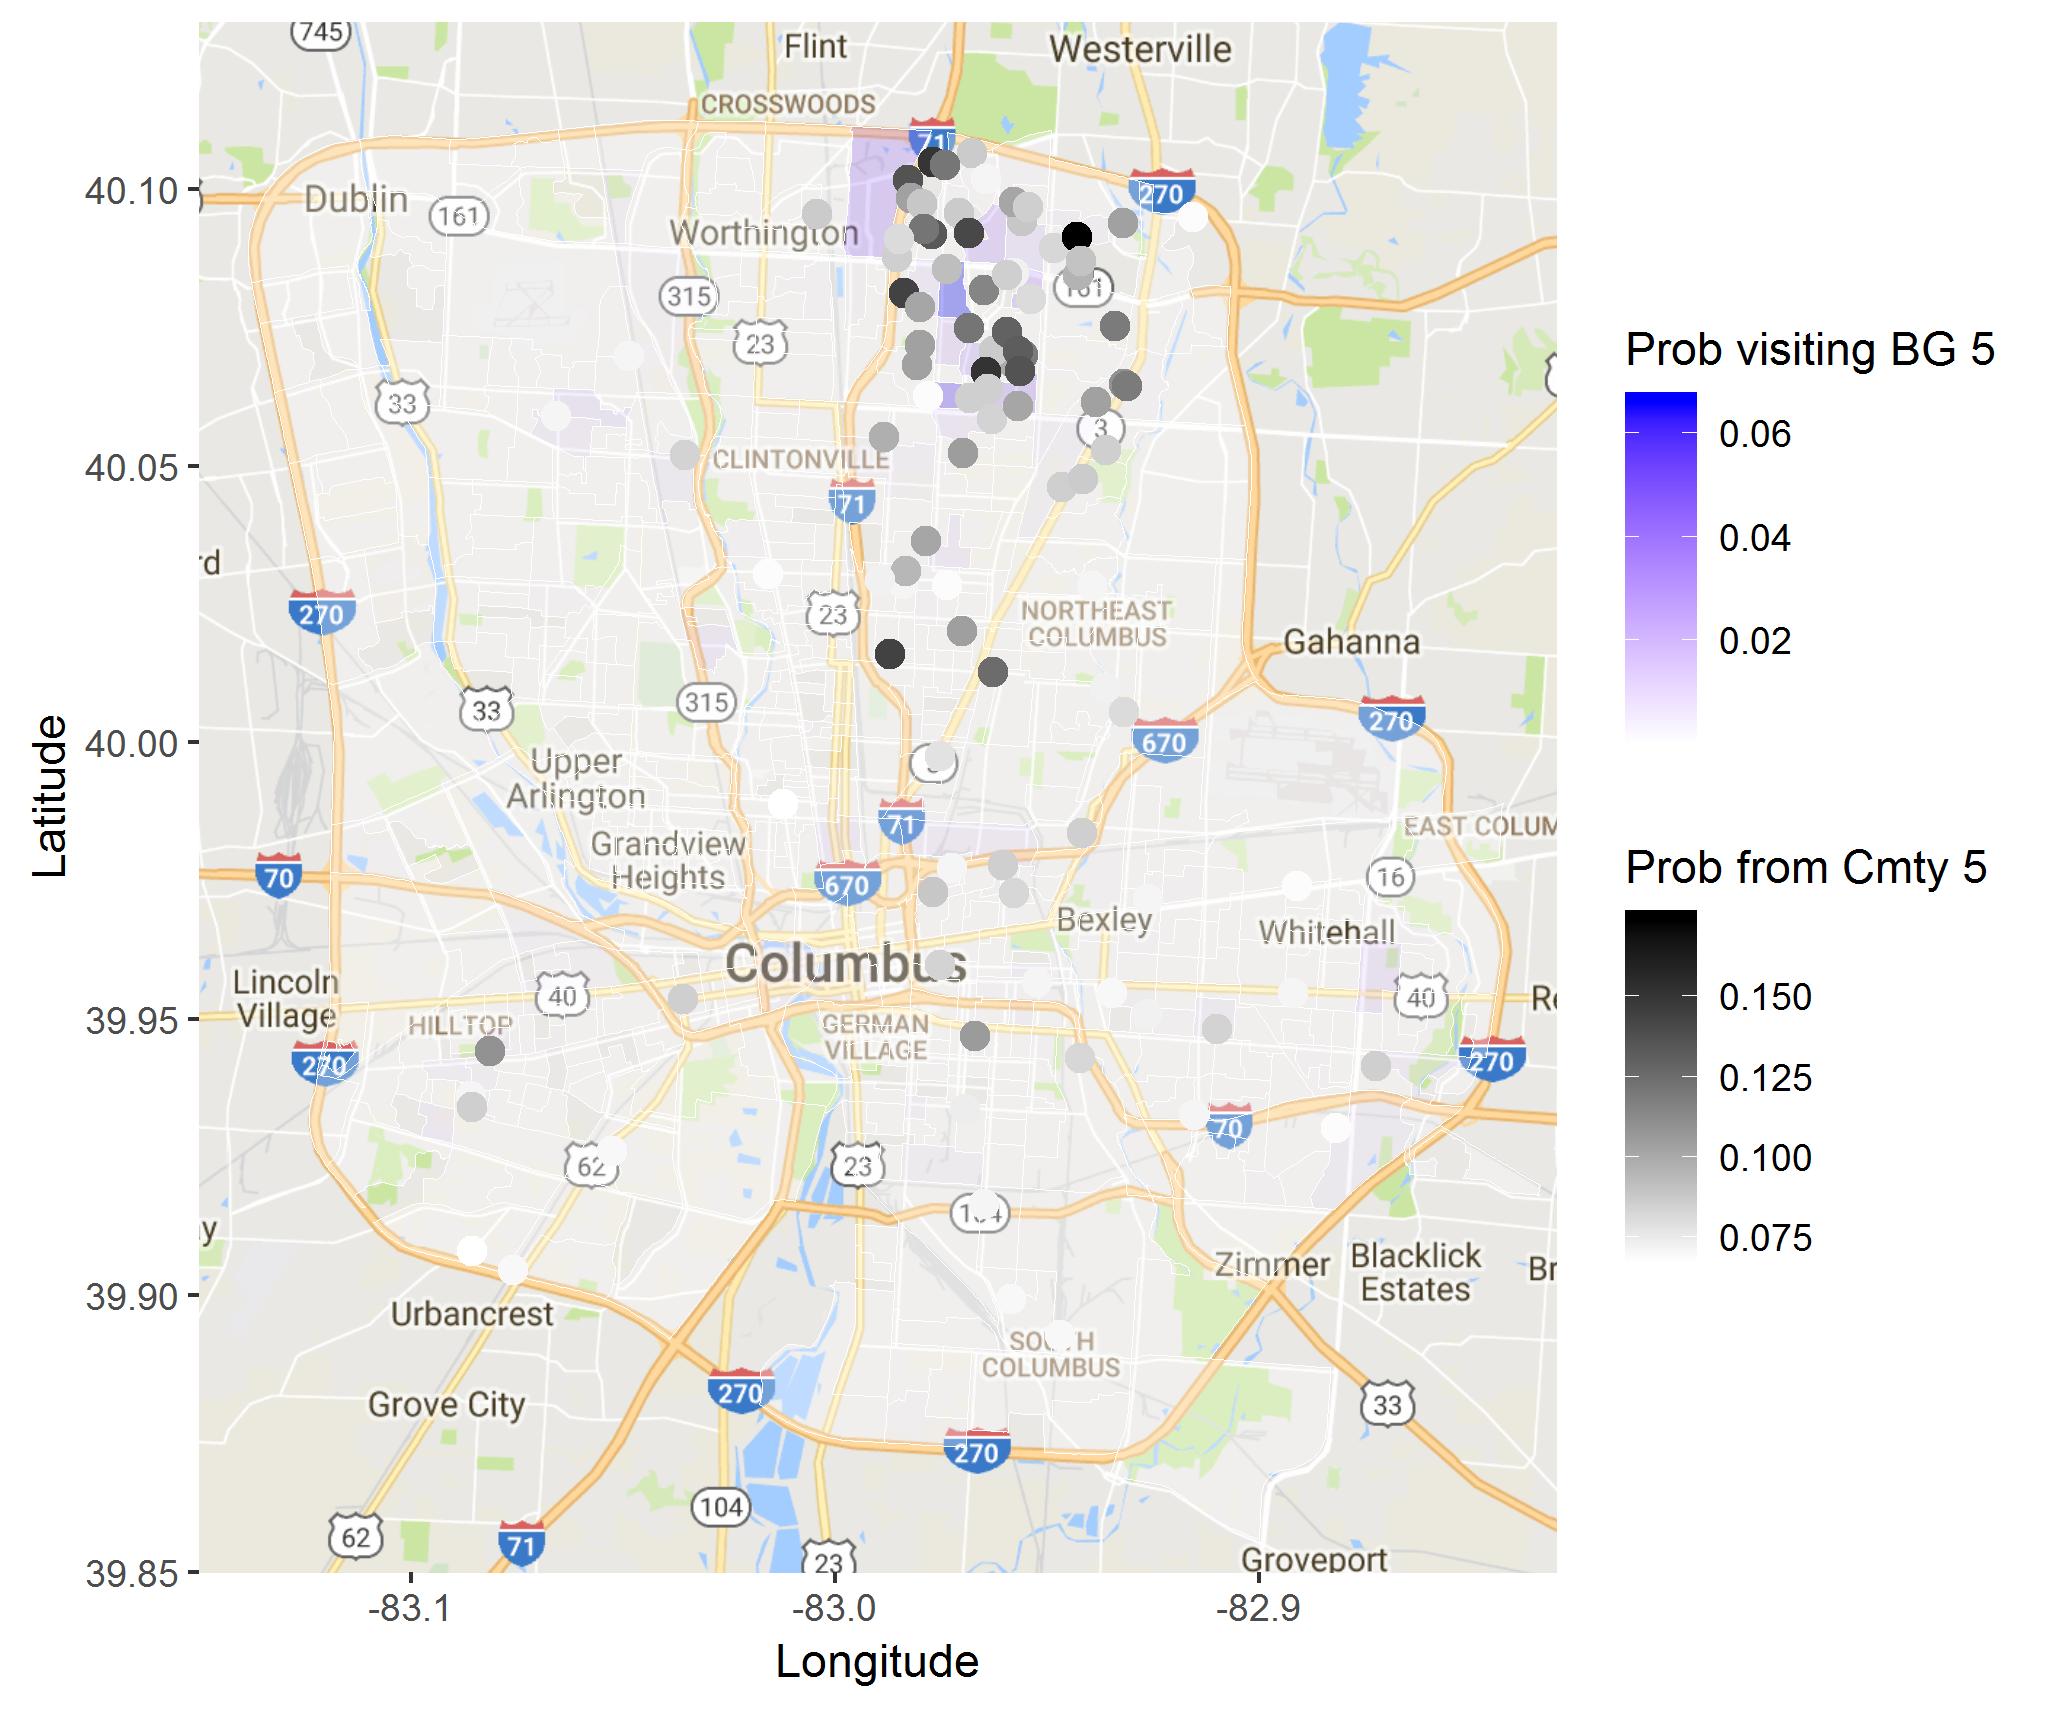 745
Flint
Westerville
CROSSWOODS
71
40.10
Dublin
161
270
Worthington
315
161
23
33
3
40.05
CLINTONVILLE
71
rd
270
23
NORTHEAST
COLUMBUS
Gahanna
33
315
270
40.00
670
Upper
Arlington
71
EAST COLUM
Grandview
Heights
70
670
16
Bexley
Whitehall
Columbus
Lincoln
Village
40
40
Re
39.95
HILLTOP
GERMAN
VILLAGE
270
270
70
62
23
104
ay
Zimmer
Blacklick
Estates
Br
39.90
Urbancrest
SOUTH
COLUMBUS
270
Grove City
33
270
104
62
71
23
Groveport
39.85
-83.1
-83.0
-82.9
Longitude
Latitude
Prob visiting BG 5
0.06
0.04
0.02
Prob from Cmty 5
0.150
0.125
0.100
0.075